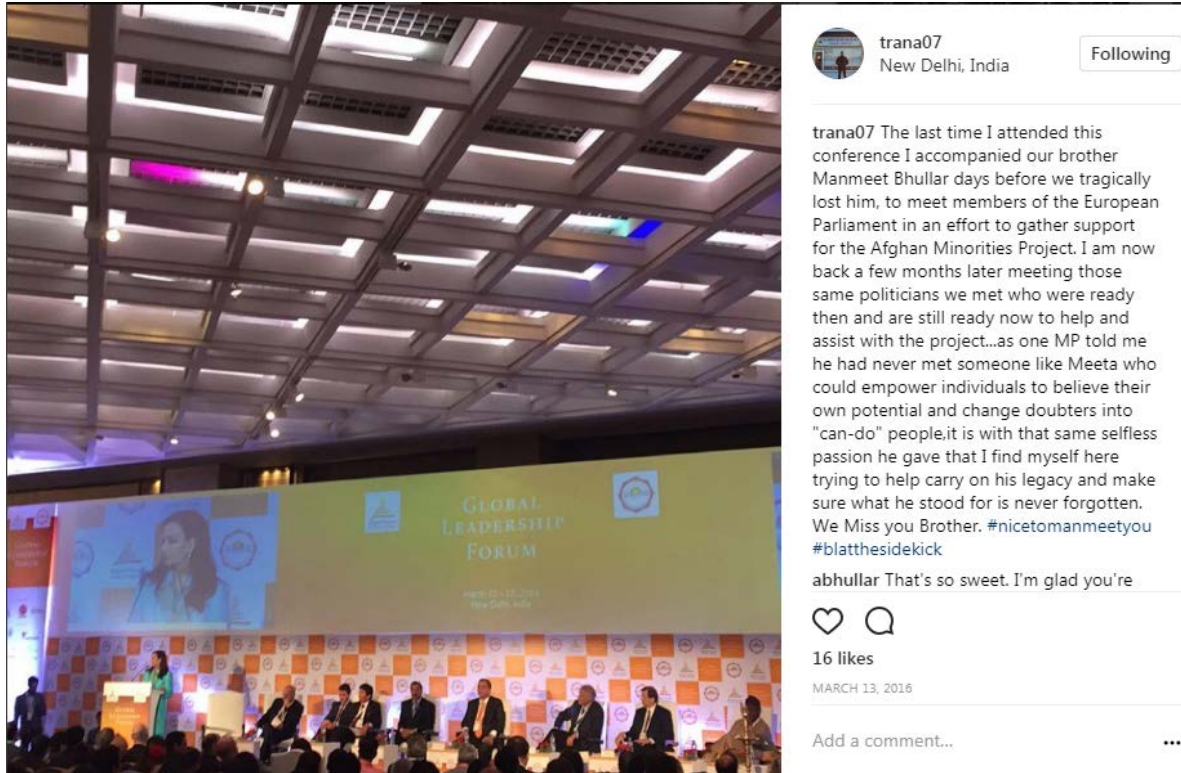 GLOBAL
LEADERSHIP
FORUM
New Delhi, India
GLOBAL
LEADERSHIP
FORUM
trana07
New Delhi, India
Following
trana07 The last time I attended this
conference I accompanied our brother
Manmeet Bhullar days before we tragically
lost him, to meet members of the European
Parliament in an effort to gather support
for the Afghan Minorities Project. I am now
back a few months later meeting those
same politicians we met who were ready
then and are still ready now to help and
assist with the project...as one MP told me
he had never met someone like Meeta who
could empower individuals to believe their
own potential and change doubters into
"can-do" people,it is with that same selfless
passion he gave that I find myself here
trying to help carry on his legacy and make
sure what he stood for is never forgotten.
We Miss you Brother. #nicetomanmeetyou
#blatthesidekick
abhullar That's so sweet. I'm glad you're
16 likes
MARCH 13, 2016
Add a comment...